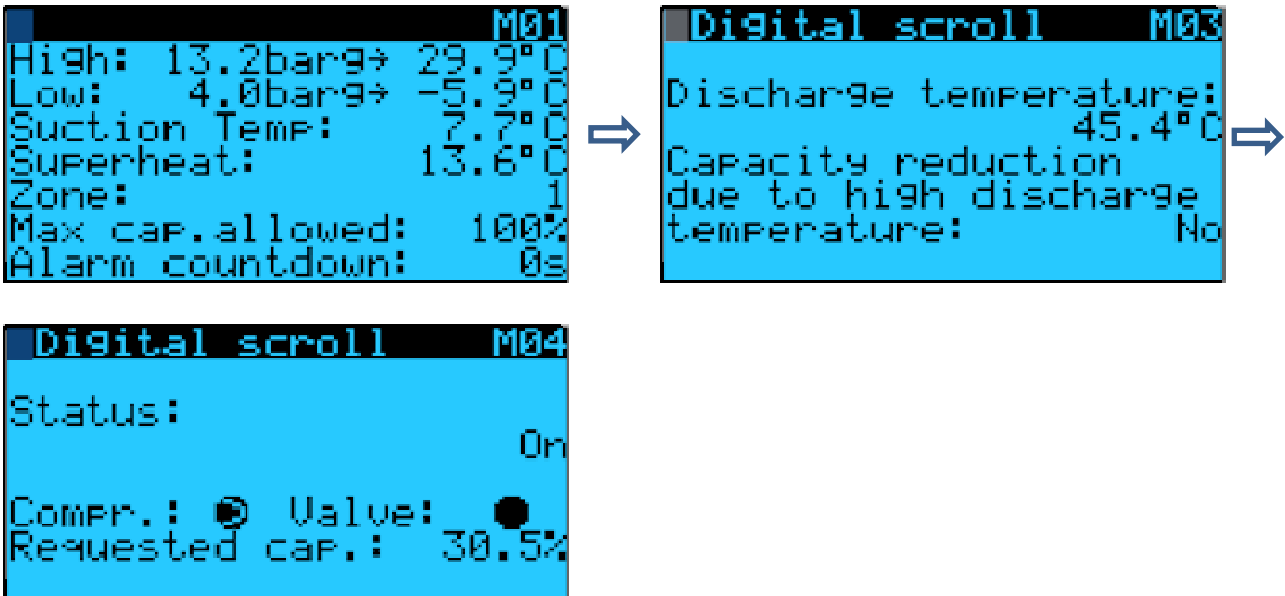 M01
High: 13.2barg→ 29.9°C
Low: 4.0barg→ -5.9°C
Suction Temp: 7.7°C
Superheat: 13.6°C
Zone: 1
Max cap.allowed: 100%
Alarm countdown: 0s
Digital scroll M03
Discharge temperature:
45.4°C
Capacity reduction
due to high discharge
temperature: No
Digital scroll M04
Status:
On
Compr.: Valve:
Requested cap.: 30.5%